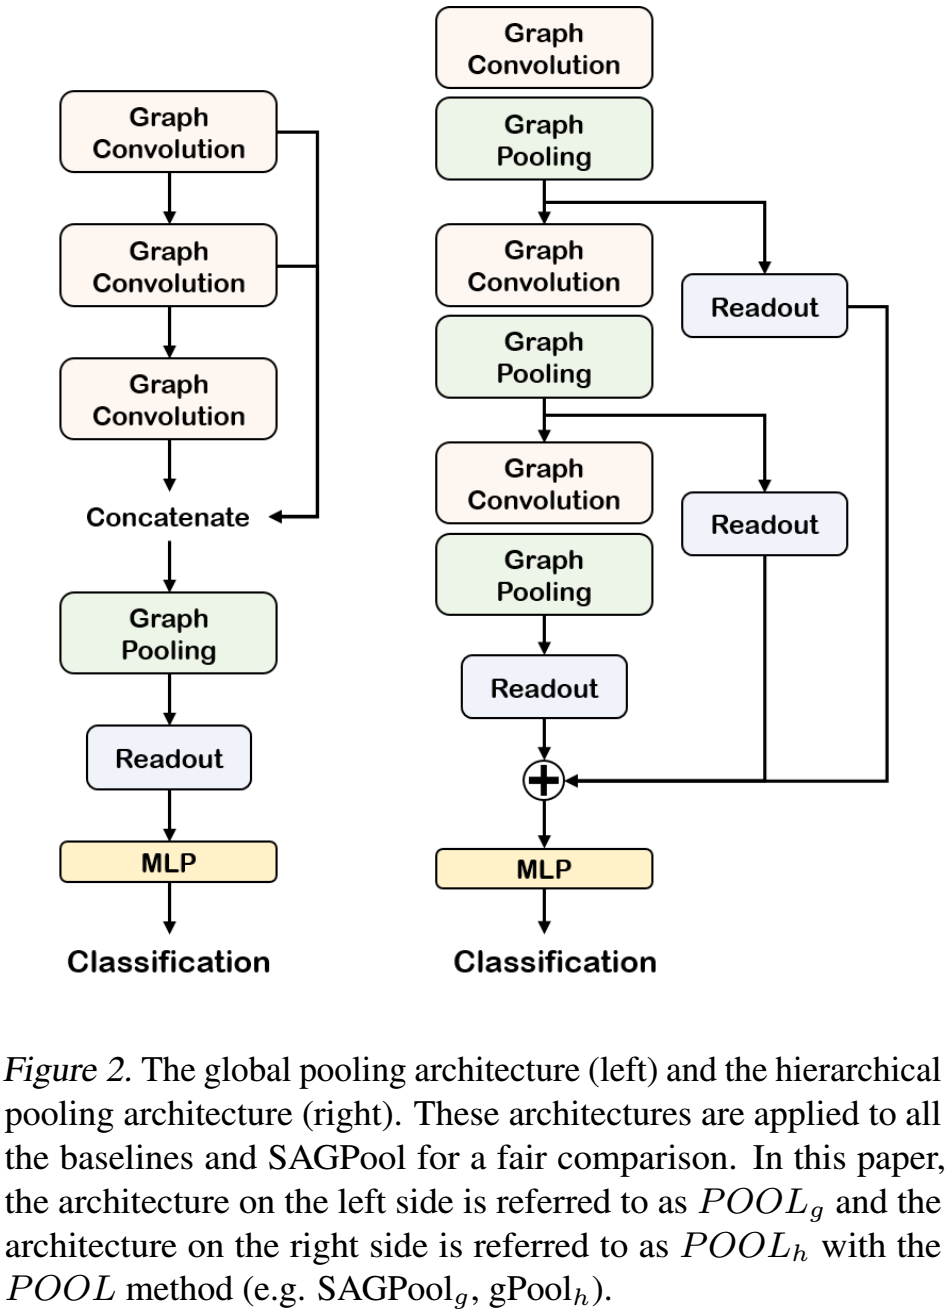 Graph
Convolution
Graph
Convolution
Graph
Convolution
Concatenate
Graph
Pooling
Readout
MLP
Classification
Graph
Convolution
Graph
Pooling
Graph
Convolution
Readout
Graph
Pooling
Graph
Convolution
Readout
Graph
Pooling
Readout
+
MLP
Classification
Figure 2. The global pooling architecture (left) and the hierarchical
pooling architecture (right). These architectures are applied to all
the baselines and SAGPool for a fair comparison. In this paper,
the architecture on the left side is referred to as POOL_g and the
architecture on the right side is referred to as POOL_h with the
POOL method (e.g. SAGPool_g, gPool_h).